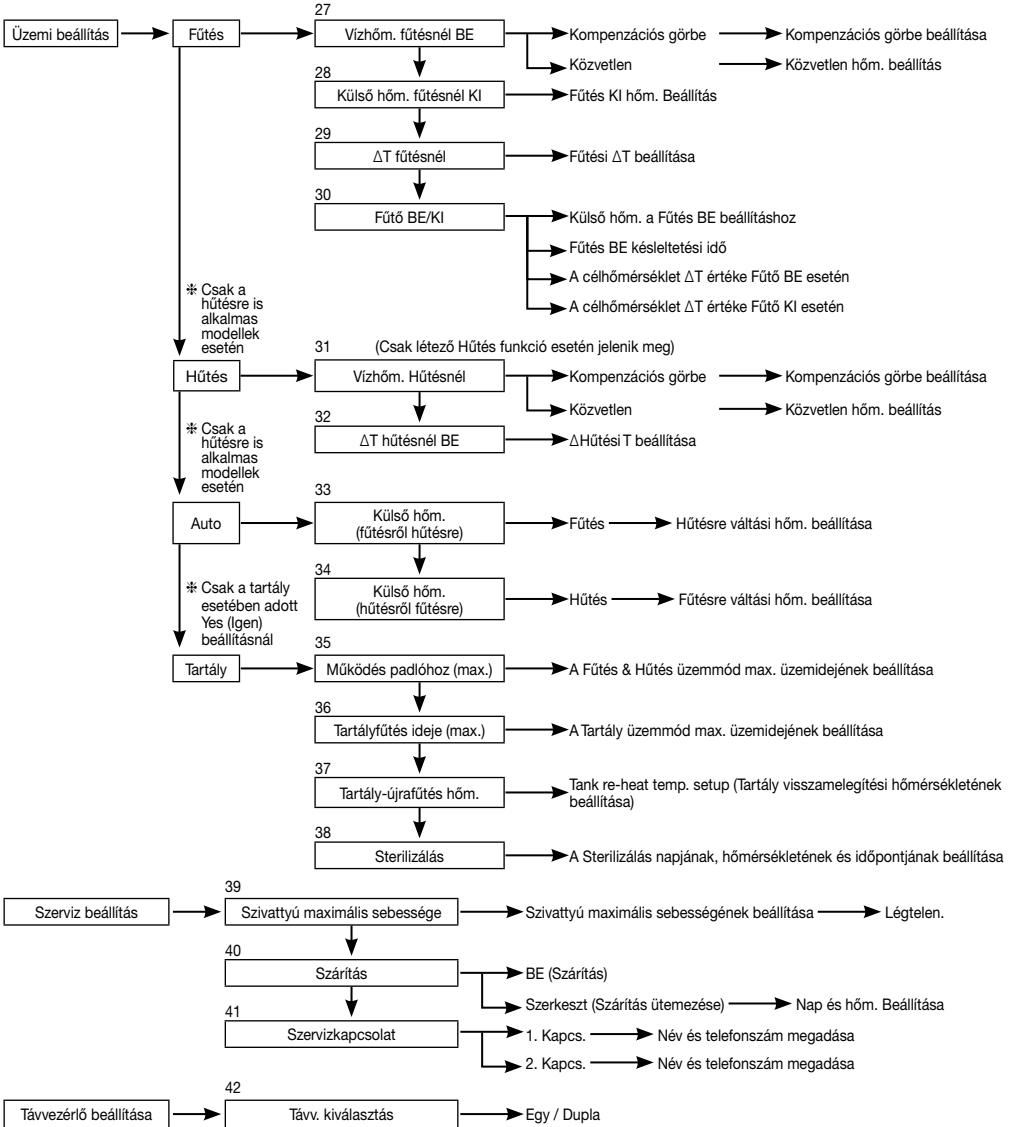 27
Üzemi beállítás Fűtés Vízhőm. fűtésnél BE Kompenzációs görbe Kompenzációs görbe beállítása
Közvetlen Közvetlen hőm. beállítás
28
Külső hőm. fűtésnél KI Fűtés KI hőm. Beállítás
29
ΔT fűtésnél Fűtési ΔT beállítása
30
Fűtő BE/KI Külső hőm. a Fűtés BE beállításhoz
Fűtés BE késleltetési idő
A célhőmérséklet ΔT értéke Fűtő BE esetén
A célhőmérséklet ΔT értéke Fűtő KI esetén
❈ Csak a
hűtésre is
alkalmas
modellek
esetén
31 (Csak létező Hűtés funkció esetén jelenik meg)
Hűtés Vízhőm. Hűtésnél Kompenzációs görbe Kompenzációs görbe beállítása
Közvetlen Közvetlen hőm. beállítás
32
ΔT hűtésnél BE ΔHűtési T beállítása
❈ Csak a
hűtésre is
alkalmas
modellek
esetén
33
Auto Külső hőm.
(fűtésről hűtésre) Fűtés Hűtésre váltási hőm. beállítása
34
Külső hőm.
(hűtésről fűtésre) Hűtés Fűtésre váltási hőm. beállítása
❈ Csak a tartály
esetében adott
Yes (Igen)
beállításnál
35
Tartály Működés padlóhoz (max.) A Fűtés & Hűtés üzemmód max. üzemidejének beállítása
36
Tartályfűtés ideje (max.) A Tartály üzemmód max. üzemidejének beállítása
37
Tartály-újrafűtés hőm. Tank re-heat temp. setup (Tartály visszamelegítési hőmérsékletének
beállítása)
38
Sterilizálás A Sterilizálás napjának, hőmérsékletének és időpontjának beállítása
39
Szerviz beállítás Szivattyú maximális sebessége Szivattyú maximális sebességének beállítása Légtelen.
40
Szárítás BE (Szárítás)
Szerkeszt (Szárítás ütemezése) Nap és hőm. Beállítása
41
Szervizkapcsolat 1. Kapcs. Név és telefonszám megadása
2. Kapcs. Név és telefonszám megadása
42
Távvezérlő beállítása Távv. kiválasztás Egy / Dupla